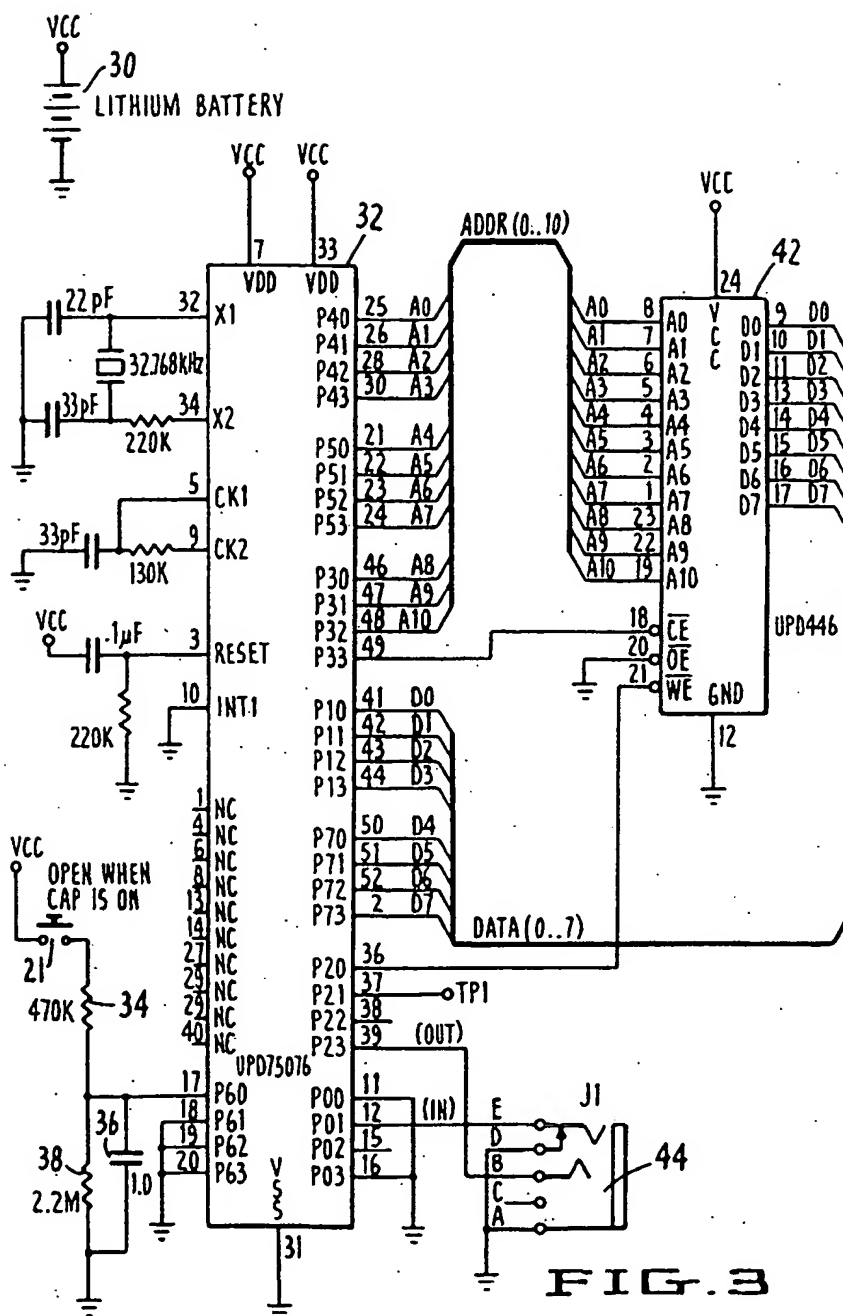 VCC
30
LITHIUM BATTERY
VCC VCC VCC
7 33 32
VDD VDD
ADDR(0..10)
24 42
VCC
22pF 32 X1
32.768KHz
33pF 34 X2
220K
5 CK1
33pF 9 CK2
130K
VCC .1µF 3 RESET
10 INT1
220K
1 NC
4 NC
6 NC
8 NC
13 NC
14 NC
27 NC
29 NC
29 NC
40 NC
VCC
OPEN WHEN
CAP IS ON
21
470K 34
UPD75076
17 P60
18 P61
19 P62
20 P63
36
1.0
38
2.2M
VSS
31
P40 25 A0
P41 26 A1
P42 28 A2
P43 30 A3
P50 21 A4
P51 22 A5
P52 23 A6
P53 24 A7
P30 46 A8
P31 47 A9
P32 48 A10
P33 49
P10 41 D0
P11 42 D1
P12 43 D2
P13 44 D3
P70 50 D4
P71 51 D5
P72 52 D6
P73 2 D7
DATA(0..7)
P20 36
P21 37 TP1
P22 38
P23 39 (OUT)
P00 11
P01 12 (IN)
P02 15
P03 16
A0 8 A0
A1 7 A1
A2 6 A2
A3 5 A3
A4 4 A4
A5 3 A5
A6 2 A6
A7 1 A7
A8 23 A8
A9 22 A9
A10 19 A10
18 CE
20 OE
21 WE
GND
12
UPD446
D0 9 D0
D1 10 D1
D2 11 D2
D3 13 D3
D4 14 D4
D5 15 D5
D6 16 D6
D7 17 D7
J1
E
D
B
C
A
44
FIG.3